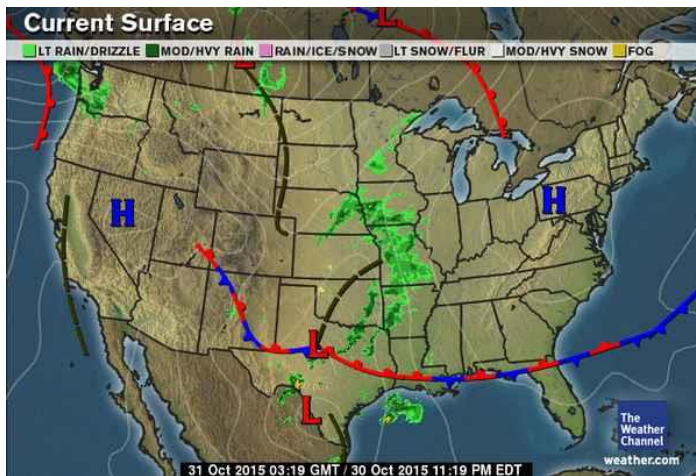 Current Surface
LT RAIN/DRIZZLE MOD/HVY RAIN RAIN/ICE/SNOW LT SNOW/FLUR MOD/HVY SNOW FOG
L
L
H
H
L
L
The
Weather
Channel
weather.com
31 Oct 2015 03:19 GMT / 30 Oct 2015 11:19 PM EDT